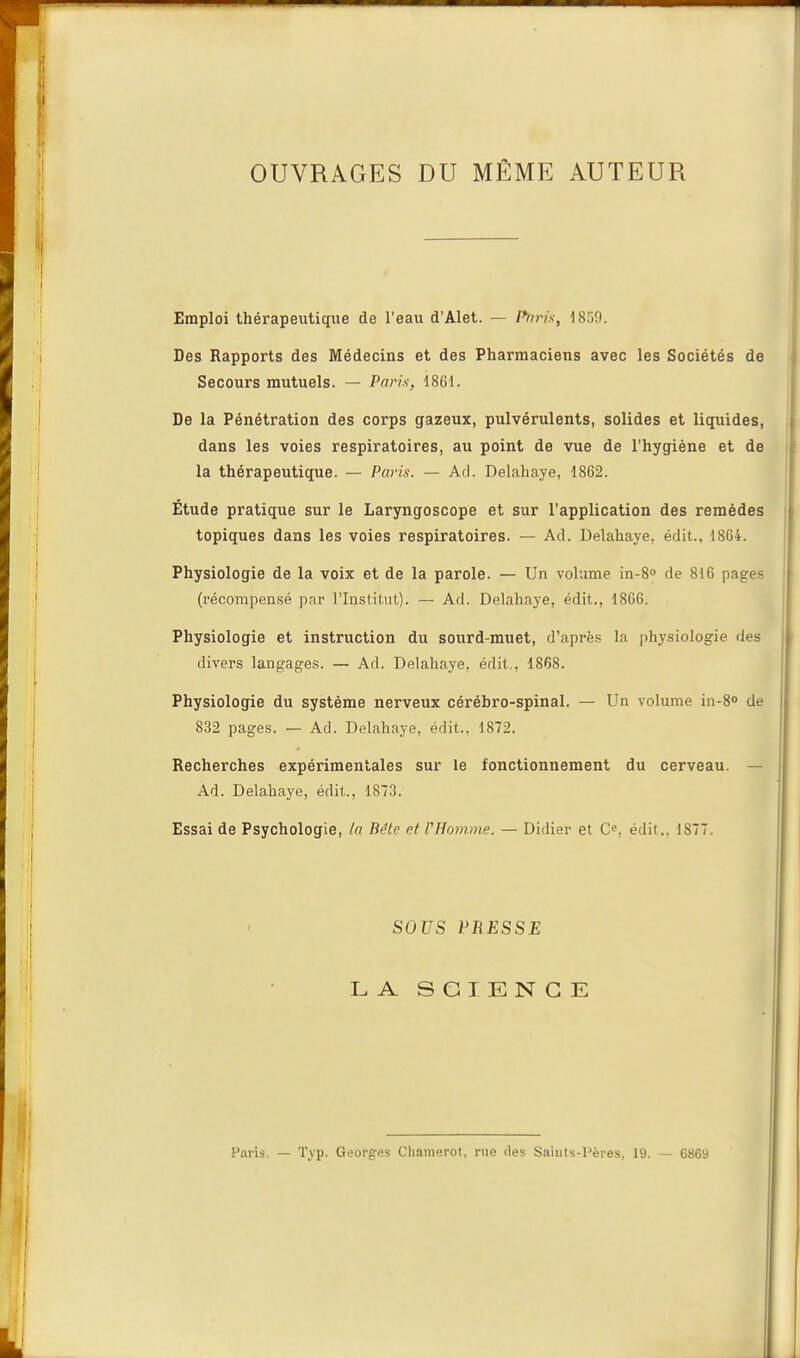 OUVRAGES DU MÊME AUTEUR
Emploi thérapeutique de l'eau d'Alet. — Paris, 1859.
Des Rapports des Médecins et des Pharmaciens avec les Sociétés de
Secours mutuels. — Paris, 1861.
De la Pénétration des corps gazeux, pulvérulents, solides et liquides,
dans les voies respiratoires, au point de vue de l'hygiène et de
la thérapeutique. — Paris. — Ad. Delahaye, 1862.
Étude pratique sur le Laryngoscope et sur l'application des remèdes
topiques dans les voies respiratoires. — Ad. Delahaye, édit., 1864.
Physiologie de la voix et de la parole. — Un volume in-8º de 816 pages
(récompensé par l'Institut). — Ad. Delahaye, édit., 1866.
Physiologie et instruction du sourd-muet, d'après la physiologie des
divers langages. — Ad. Delahaye, édit., 1868.
Physiologie du système nerveux cérébro-spinal. — Un volume in-8º de
832 pages. — Ad. Delahaye, édit., 1872.
Recherches expérimentales sur le fonctionnement du cerveau. —
Ad. Delahaye, édit., 1873.
Essai de Psychologie, la Bête et l'Homme. — Didier et Cᵉ, édit., 1877.
SOUS PRESSE
LA SCIENCE
Paris. — Typ. Georges Chamerot, rue des Saints-Pères, 19. — 6869